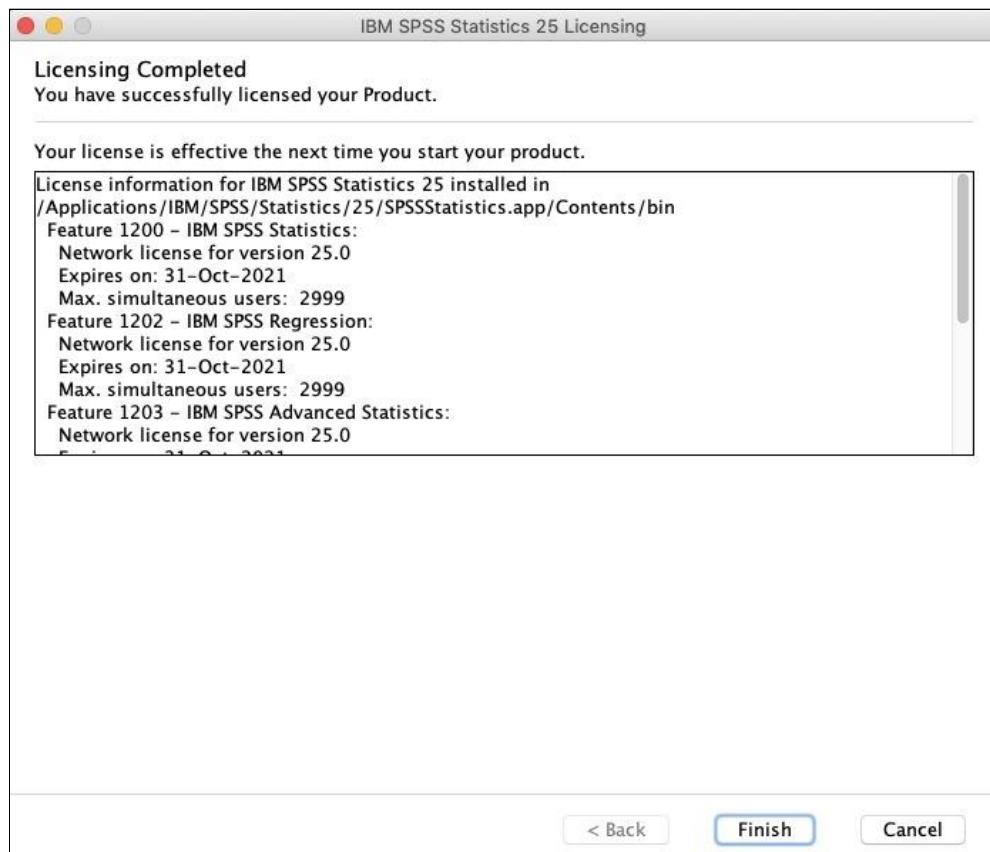 IBM SPSS Statistics 25 Licensing
Licensing Completed
You have successfully licensed your Product.
Your license is effective the next time you start your product.
License information for IBM SPSS Statistics 25 installed in
/Applications/IBM/SPSS/Statistics/25/SPSSStatistics.app/Contents/bin
Feature 1200 – IBM SPSS Statistics:
Network license for version 25.0
Expires on: 31–Oct–2021
Max. simultaneous users: 2999
Feature 1202 – IBM SPSS Regression:
Network license for version 25.0
Expires on: 31–Oct–2021
Max. simultaneous users: 2999
Feature 1203 – IBM SPSS Advanced Statistics:
Network license for version 25.0
< Back
Finish
Cancel